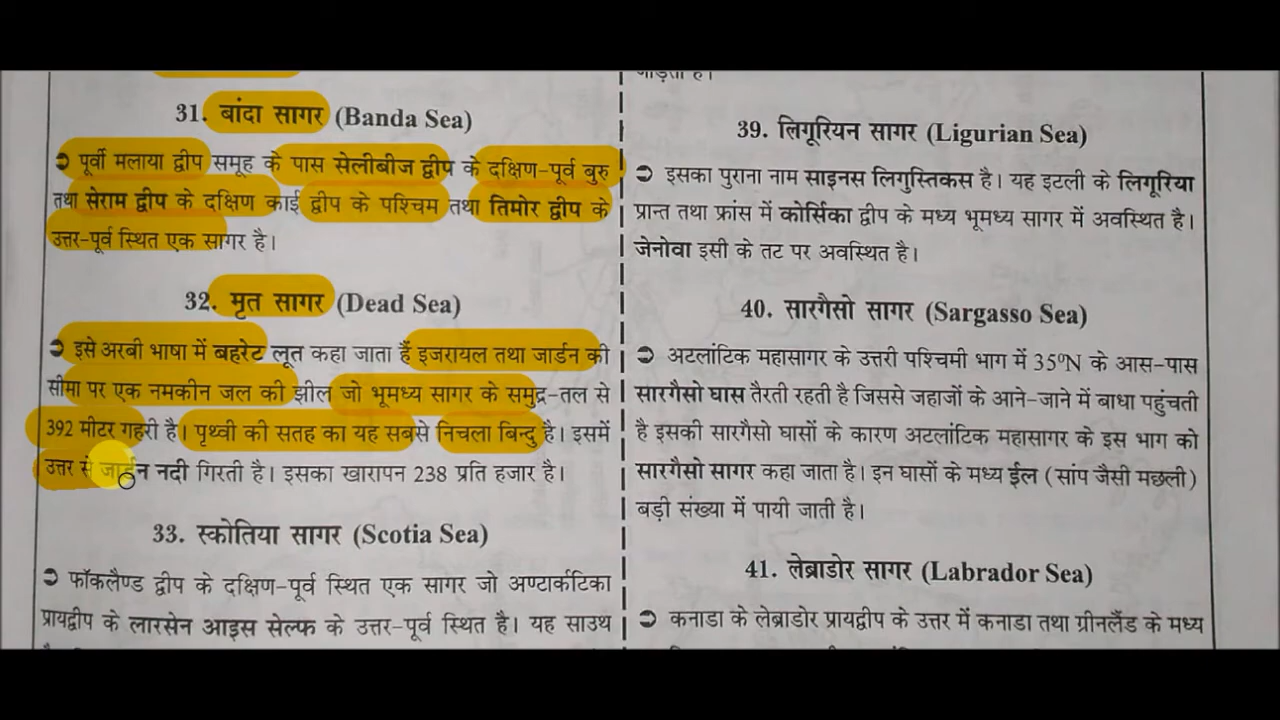 31. बांदा सागर (Banda Sea)
➲ पूर्वी मलाया द्वीप समूह के पास सेलीबीज द्वीप के दक्षिण-पूर्व बुरु
तथा सेराम द्वीप के दक्षिण काई द्वीप के पश्चिम तथा तिमोर द्वीप के
उत्तर-पूर्व स्थित एक सागर है।
32. मृत सागर (Dead Sea)
➲ इसे अरबी भाषा में बहरेट लूत कहा जाता हैं इजरायल तथा जार्डन की
सीमा पर एक नमकीन जल की झील जो भूमध्य सागर के समुद्र-तल से
392 मीटर गहरी है। पृथ्वी की सतह का यह सबसे निचला बिन्दु है। इसमें
उत्तर से जार्डन नदी गिरती है। इसका खारापन 238 प्रति हजार है।
33. स्कोतिया सागर (Scotia Sea)
➲ फॉकलैण्ड द्वीप के दक्षिण-पूर्व स्थित एक सागर जो अण्टार्कटिका
प्रायद्वीप के लारसेन आइस सेल्फ के उत्तर-पूर्व स्थित है। यह साउथ
39. लिगूरियन सागर (Ligurian Sea)
➲ इसका पुराना नाम साइनस लिगुस्तिकस है। यह इटली के लिगूरिया
प्रान्त तथा फ्रांस में कोर्सिका द्वीप के मध्य भूमध्य सागर में अवस्थित है।
जेनोवा इसी के तट पर अवस्थित है।
40. सारगैसो सागर (Sargasso Sea)
➲ अटलांटिक महासागर के उत्तरी पश्चिमी भाग में 35⁰N के आस-पास
सारगैसो घास तैरती रहती है जिससे जहाजों के आने-जाने में बाधा पहुंचती
है इसकी सारगैसो घासों के कारण अटलांटिक महासागर के इस भाग को
सारगैसो सागर कहा जाता है। इन घासों के मध्य ईल (सांप जैसी मछली)
बड़ी संख्या में पायी जाती है।
41. लेब्राडोर सागर (Labrador Sea)
➲ कनाडा के लेब्राडोर प्रायद्वीप के उत्तर में कनाडा तथा ग्रीनलैंड के मध्य